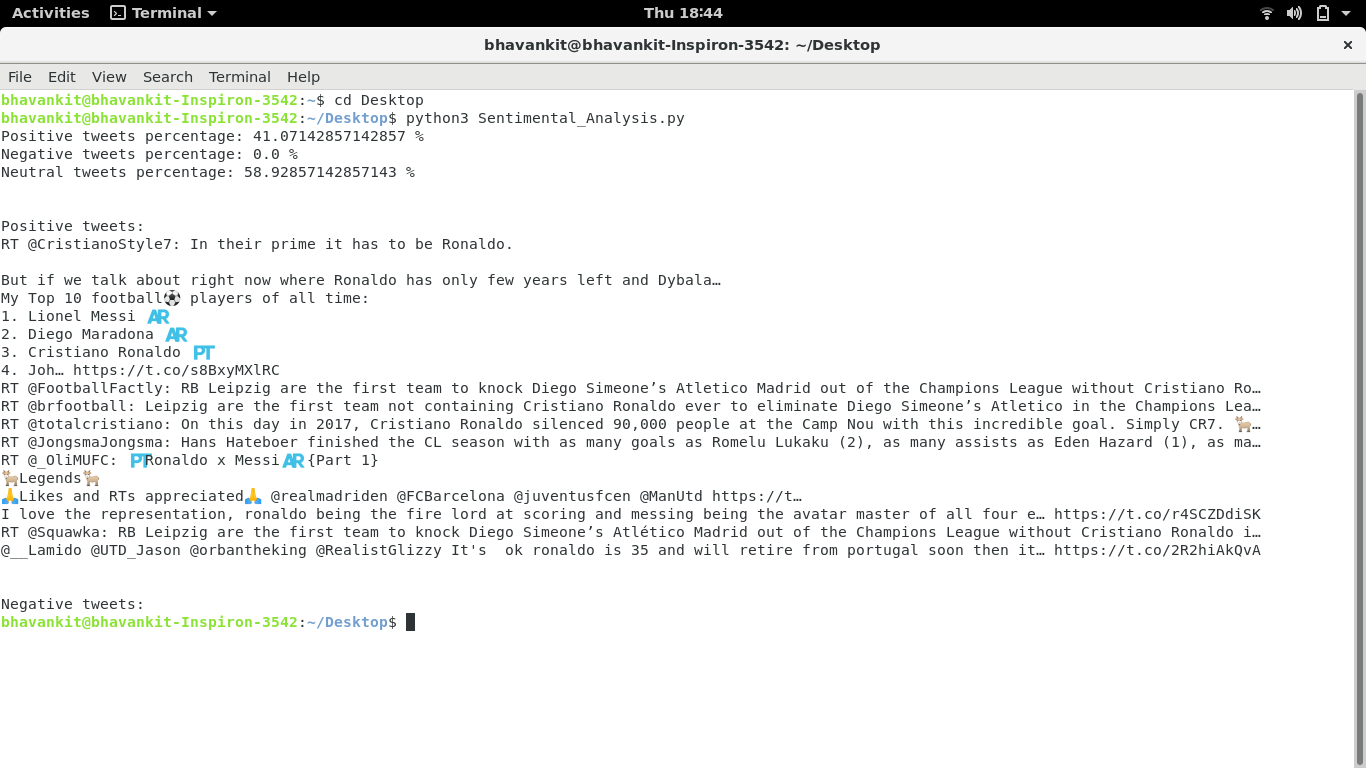 Activities Terminal Thu 18:44
bhavankit@bhavankit-Inspiron-3542: ~/Desktop ×
File Edit View Search Terminal Help
bhavankit@bhavankit-Inspiron-3542:~$ cd Desktop
bhavankit@bhavankit-Inspiron-3542:~/Desktop$ python3 Sentimental_Analysis.py
Positive tweets percentage: 41.07142857142857 %
Negative tweets percentage: 0.0 %
Neutral tweets percentage: 58.92857142857143 %
Positive tweets:
RT @CristianoStyle7: In their prime it has to be Ronaldo.
But if we talk about right now where Ronaldo has only few years left and Dybala…
My Top 10 football⚽ players of all time:
1. Lionel Messi AR
2. Diego Maradona AR
3. Cristiano Ronaldo PT
4. Joh… https://t.co/s8BxyMXlRC
RT @FootballFactly: RB Leipzig are the first team to knock Diego Simeone’s Atletico Madrid out of the Champions League without Cristiano Ro…
RT @brfootball: Leipzig are the first team not containing Cristiano Ronaldo ever to eliminate Diego Simeone’s Atletico in the Champions Lea…
RT @totalcristiano: On this day in 2017, Cristiano Ronaldo silenced 90,000 people at the Camp Nou with this incredible goal. Simply CR7. 🐐…
RT @JongsmaJongsma: Hans Hateboer finished the CL season with as many goals as Romelu Lukaku (2), as many assists as Eden Hazard (1), as ma…
RT @_OliMUFC: PTRonaldo x MessiAR{Part 1}
🐐Legends🐐
🙏Likes and RTs appreciated🙏 @realmadriden @FCBarcelona @juventusfcen @ManUtd https://t…
I love the representation, ronaldo being the fire lord at scoring and messing being the avatar master of all four e… https://t.co/r4SCZDdiSK
RT @Squawka: RB Leipzig are the first team to knock Diego Simeone’s Atlético Madrid out of the Champions League without Cristiano Ronaldo i…
@__Lamido @UTD_Jason @orbantheking @RealistGlizzy It's  ok ronaldo is 35 and will retire from portugal soon then it… https://t.co/2R2hiAkQvA
Negative tweets:
bhavankit@bhavankit-Inspiron-3542:~/Desktop$